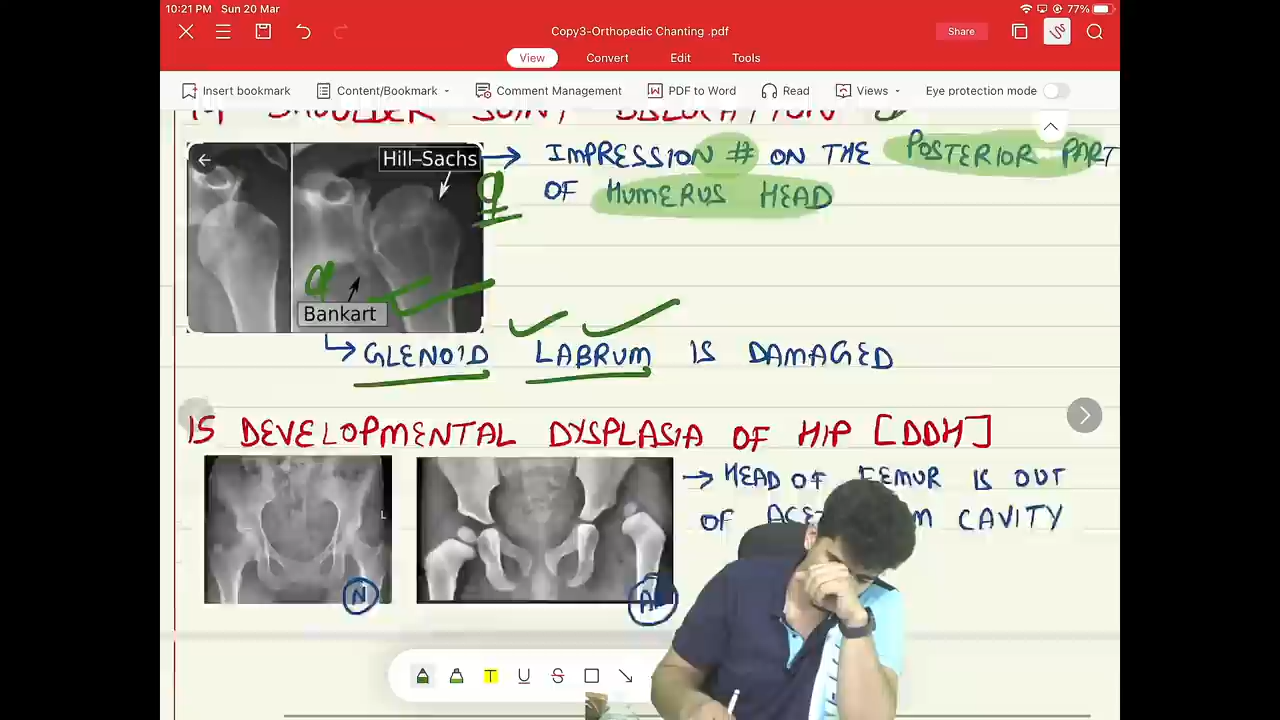 10:21 PM Sun 20 Mar
77%
Copy3-Orthopedic Chanting .pdf
Share
View Convert Edit Tools
Insert bookmark Content/Bookmark Comment Management PDF to Word Read Views Eye protection mode
Hill–Sachs → IMPRESSION # ON THE POSTERIOR PART
OF HUMERUS HEAD
Bankart
↳ GLENOID LABRUM IS DAMAGED
15 DEVELOPMENTAL DYSPLASIA OF HIP [DDH]
→ HEAD OF FEMUR IS OUT
OF CAVITY
L
N
T U S